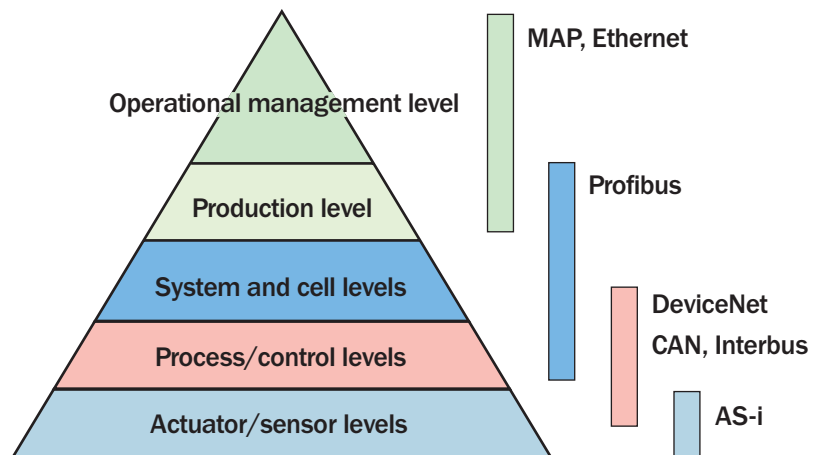 MAP, Ethernet
Operational management level
Profibus
Production level
System and cell levels
DeviceNet
CAN, Interbus
Process/control levels
AS-i
Actuator/sensor levels